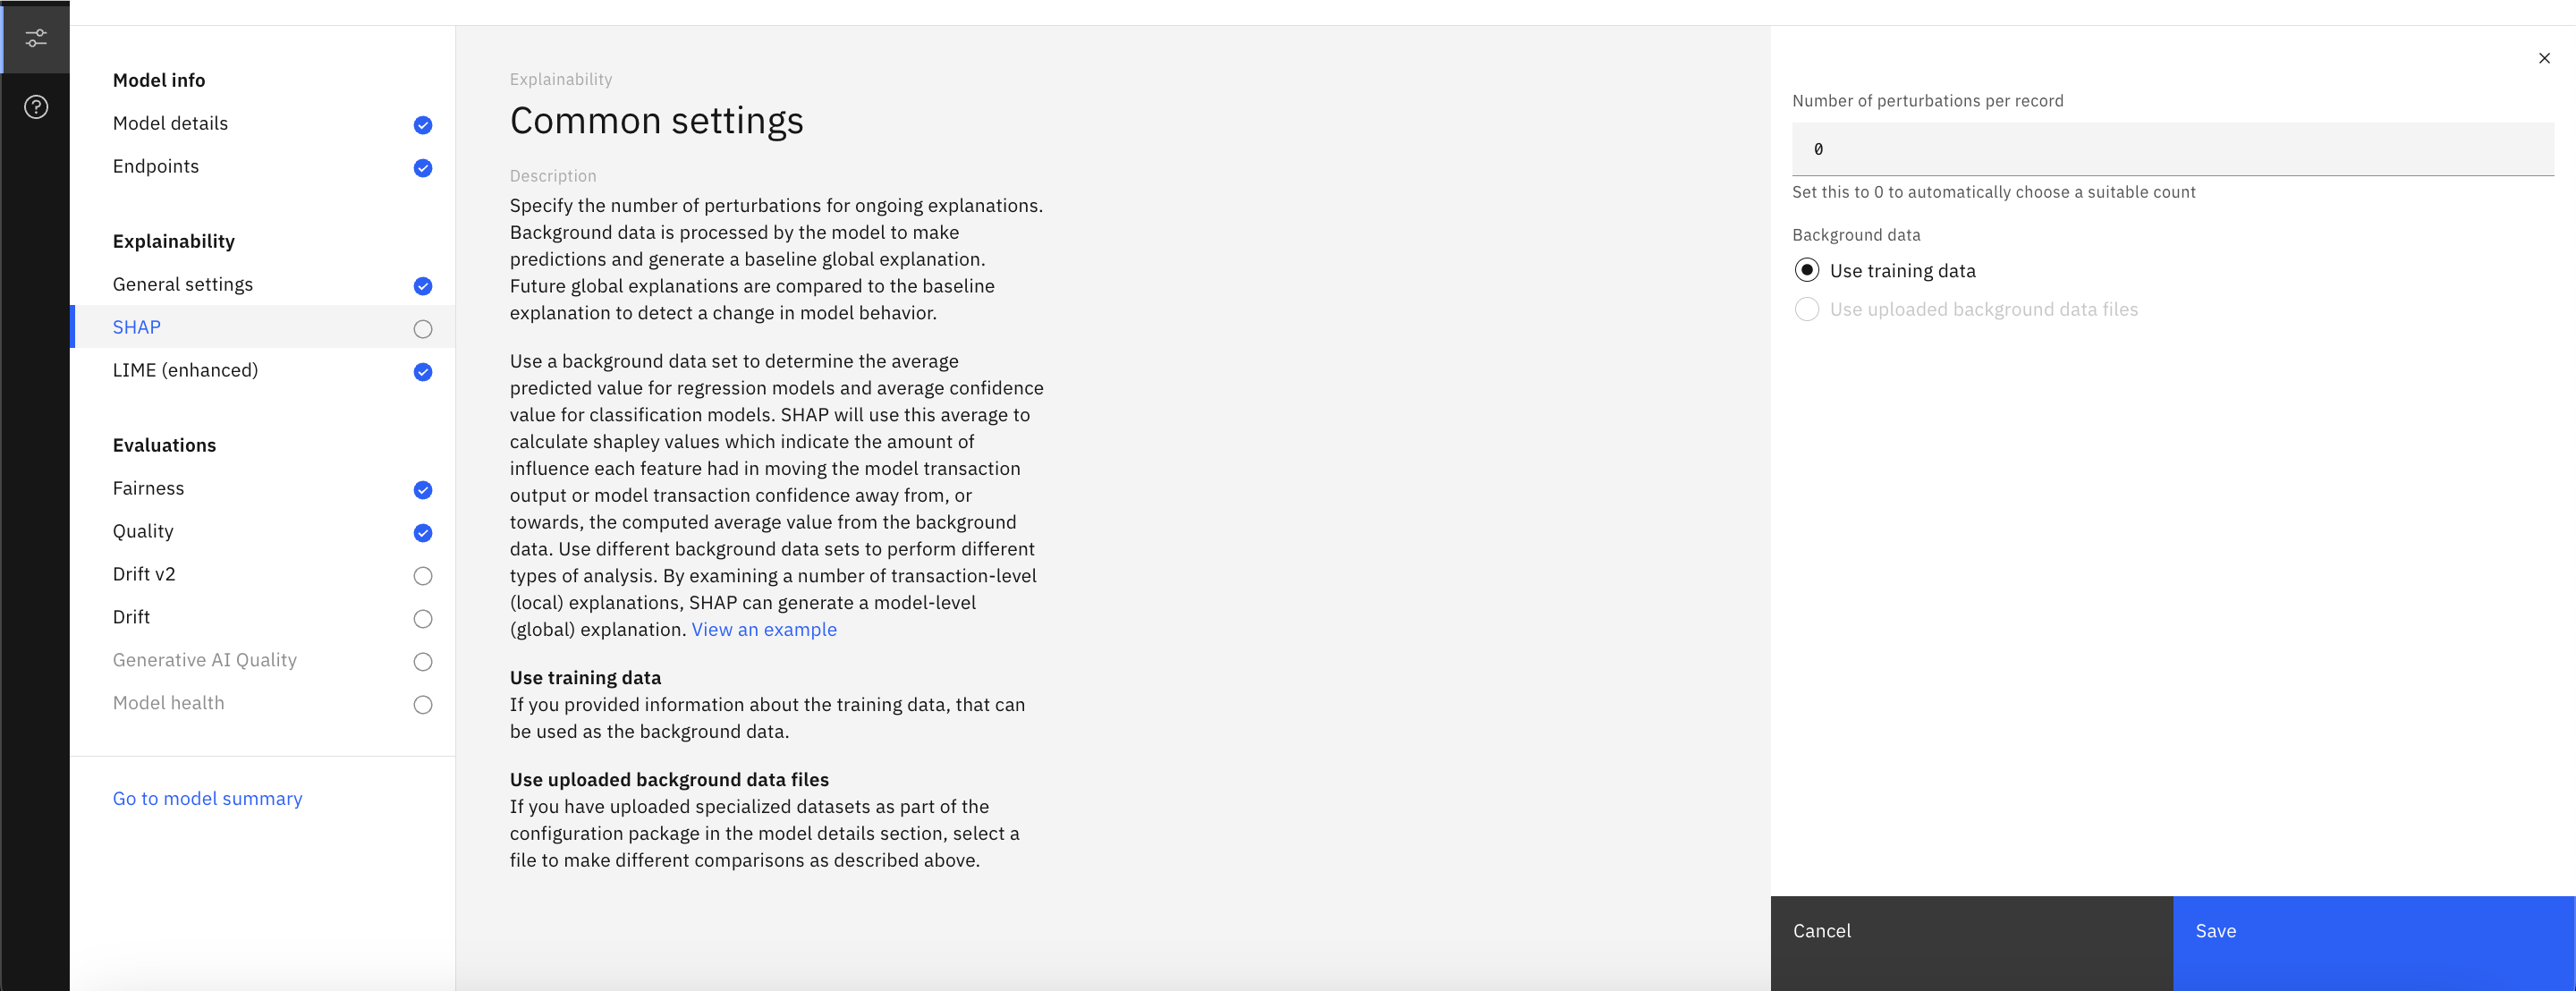 Model info
Model details
Endpoints
Explainability
General settings
SHAP
LIME (enhanced)
Evaluations
Fairness
Quality
Drift v2
Drift
Generative AI Quality
Model health
Go to model summary
Explainability
Common settings
Description
Specify the number of perturbations for ongoing explanations.
Background data is processed by the model to make
predictions and generate a baseline global explanation.
Future global explanations are compared to the baseline
explanation to detect a change in model behavior.
Use a background data set to determine the average
predicted value for regression models and average confidence
value for classification models. SHAP will use this average to
calculate shapley values which indicate the amount of
influence each feature had in moving the model transaction
output or model transaction confidence away from, or
towards, the computed average value from the background
data. Use different background data sets to perform different
types of analysis. By examining a number of transaction-level
(local) explanations, SHAP can generate a model-level
(global) explanation. View an example
Use training data
If you provided information about the training data, that can
be used as the background data.
Use uploaded background data files
If you have uploaded specialized datasets as part of the
configuration package in the model details section, select a
file to make different comparisons as described above.
Number of perturbations per record
0
Set this to 0 to automatically choose a suitable count
Background data
Use training data
Use uploaded background data files
Cancel
Save